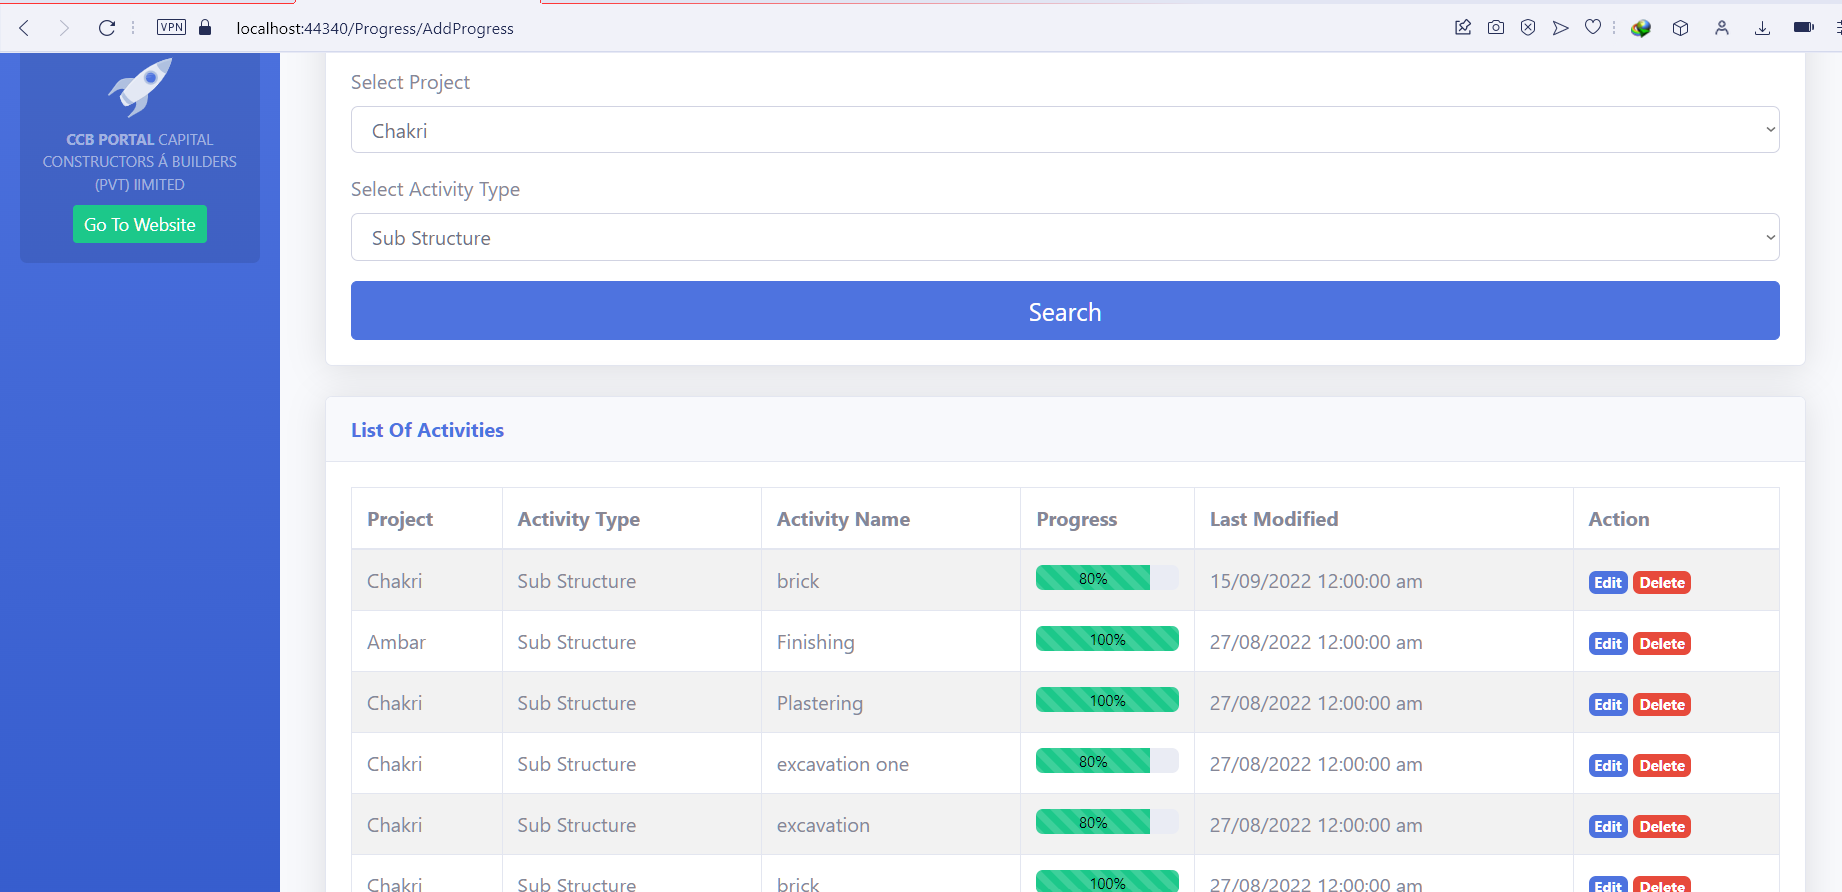 VPN localhost:44340/Progress/AddProgress
CCB PORTAL CAPITAL
CONSTRUCTORS Á BUILDERS
(PVT) lIMITED
Go To Website
Select Project
Chakri
Select Activity Type
Sub Structure
Search
List Of Activities
Project Activity Type Activity Name Progress Last Modified Action
Chakri Sub Structure brick 80% 15/09/2022 12:00:00 am Edit Delete
Ambar Sub Structure Finishing 100% 27/08/2022 12:00:00 am Edit Delete
Chakri Sub Structure Plastering 100% 27/08/2022 12:00:00 am Edit Delete
Chakri Sub Structure excavation one 80% 27/08/2022 12:00:00 am Edit Delete
Chakri Sub Structure excavation 80% 27/08/2022 12:00:00 am Edit Delete
Chakri Sub Structure brick 100% 27/08/2022 12:00:00 am Edit Delete